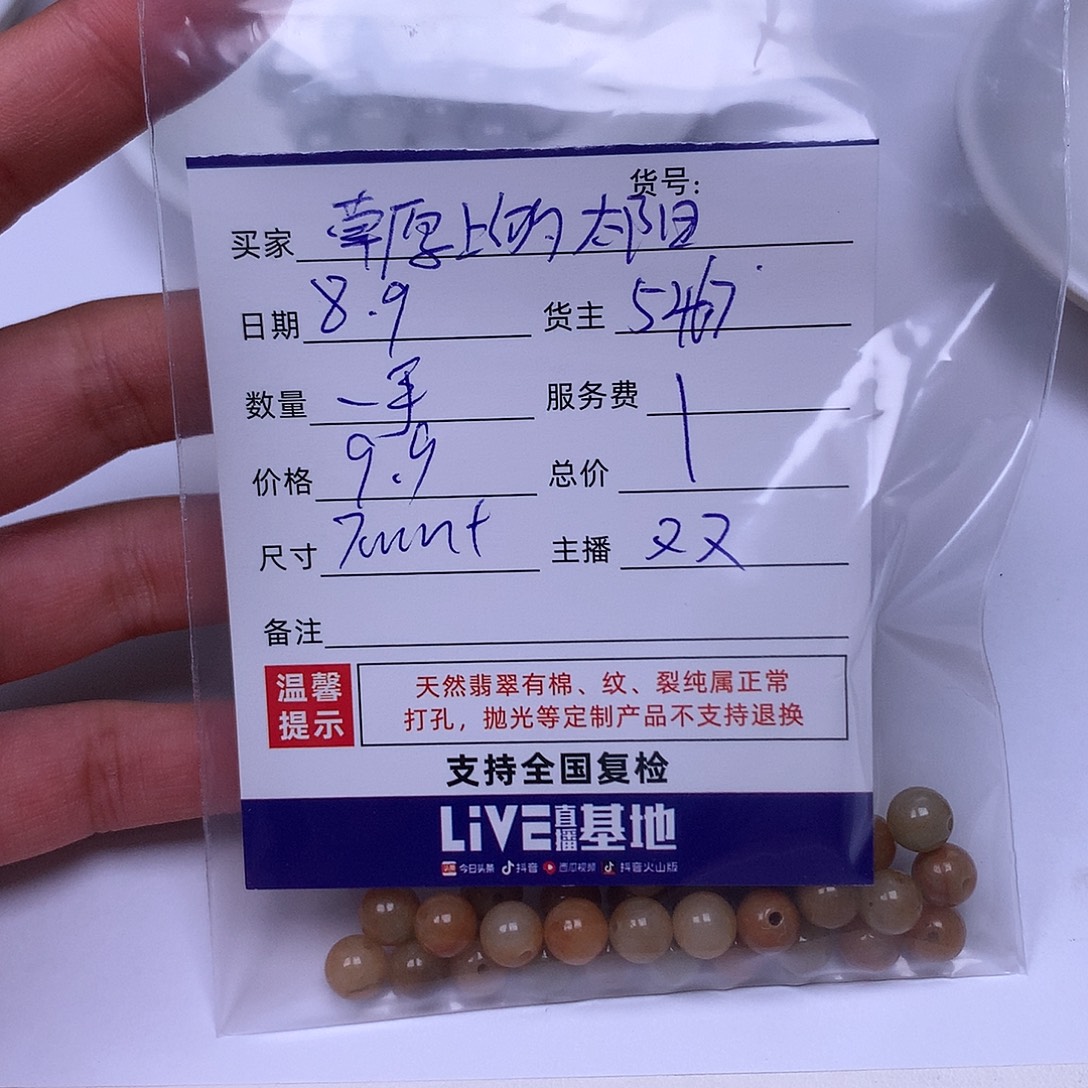 货号:
买家 草原上的太阳
日期 8.9 货主 5467
数量 一手 服务费 1
价格 9.9 总价
尺寸 7mm+ 主播 双
备注
温馨提示 天然翡翠有棉、纹、裂纯属正常
打孔，抛光等定制产品不支持退换
支持全国复检
LiVE直播基地
今日头条 抖音 西瓜视频 抖音火山版